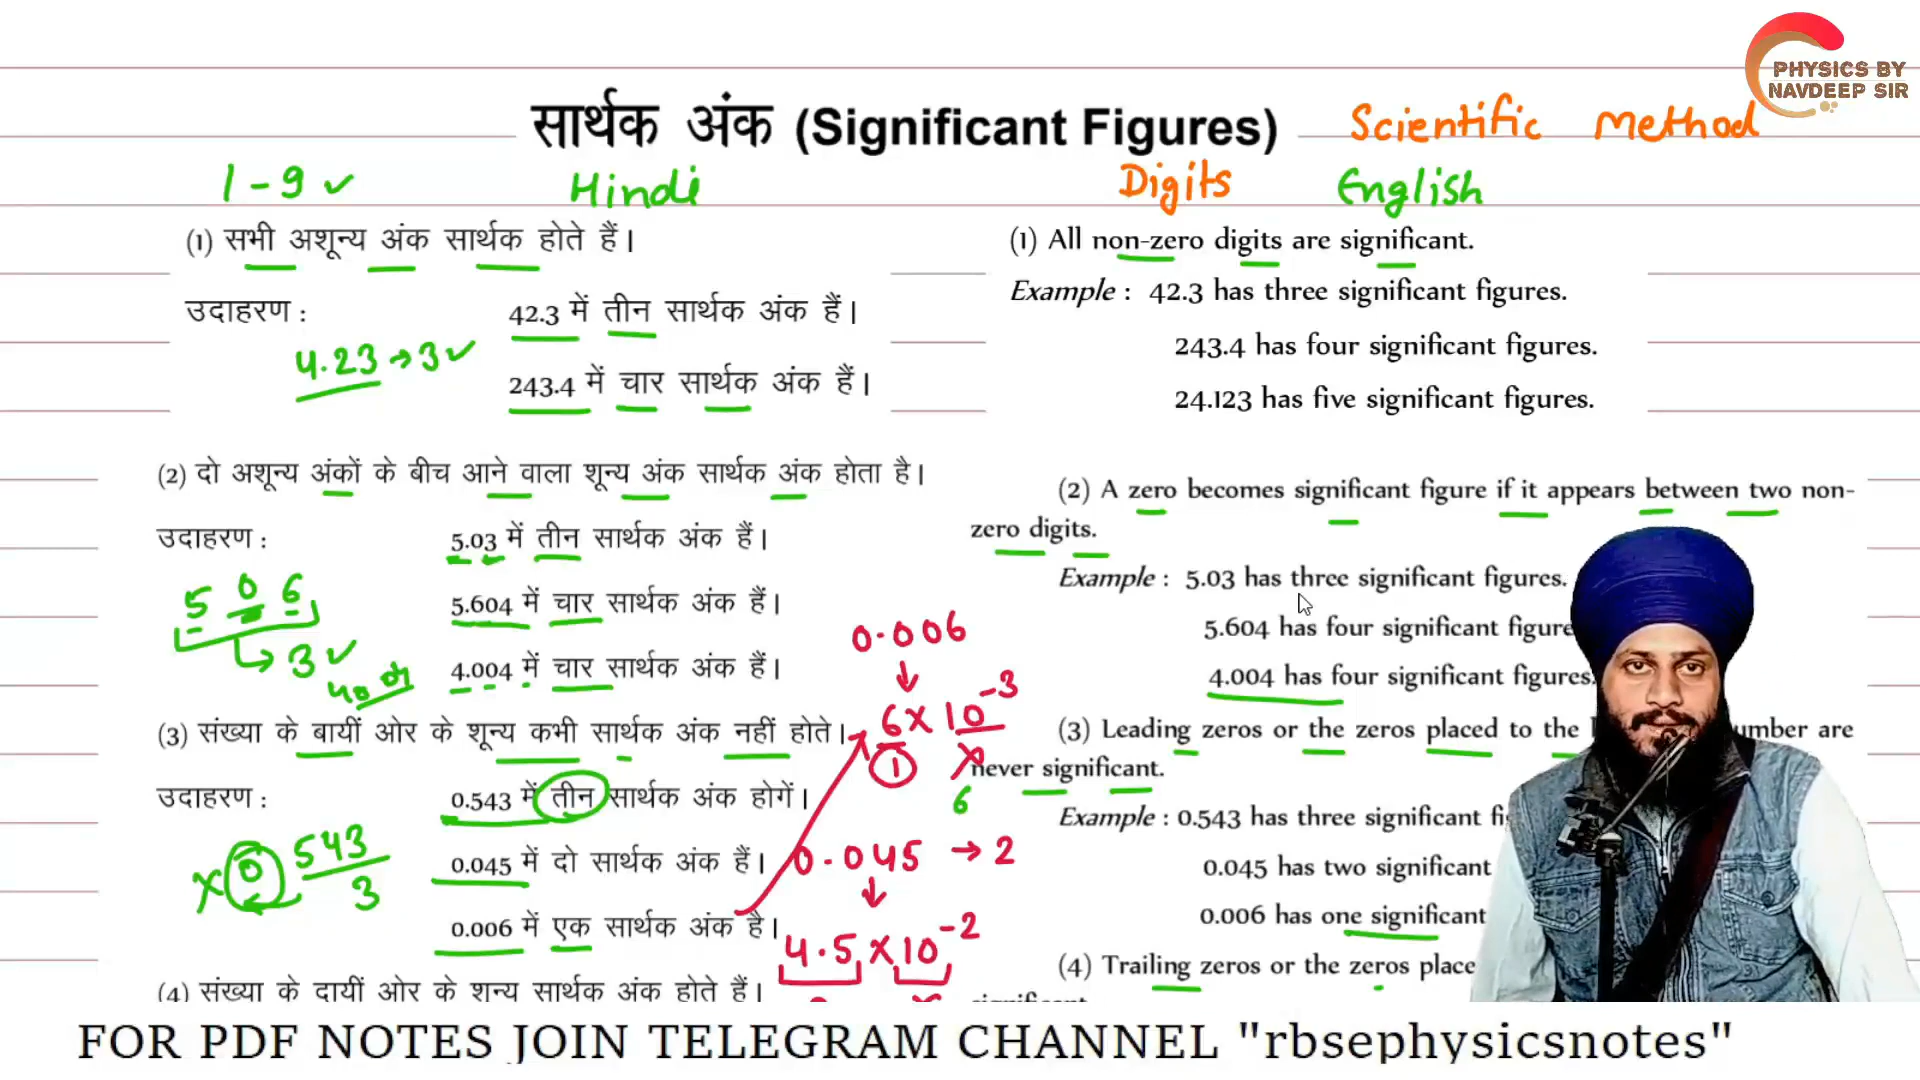 PHYSICS BY
NAVDEEP SIR
सार्थक अंक (Significant Figures)
Scientific Method
1-9 ✓
Hindi
Digits
English
(1) सभी अशून्य अंक सार्थक होते हैं।
उदाहरण :
42.3 में तीन सार्थक अंक हैं।
4.23 → 3 ✓
243.4 में चार सार्थक अंक हैं।
(2) दो अशून्य अंकों के बीच आने वाला शून्य अंक सार्थक अंक होता है।
उदाहरण :
5.03 में तीन सार्थक अंक हैं।
5 0 6
5.604 में चार सार्थक अंक हैं।
3 ✓
4.004 में चार सार्थक अंक हैं।
(3) संख्या के बायीं ओर के शून्य कभी सार्थक अंक नहीं होते।
उदाहरण :
0.543 में तीन सार्थक अंक होगें।
x 0 543
3
0.045 में दो सार्थक अंक हैं।
0.006 में एक सार्थक अंक है।
(4) संख्या के दायीं ओर के शून्य सार्थक अंक होते हैं।
0.006
↓
6 x 10⁻³
1 x
6
0.045 → 2
↓
4.5 x 10⁻²
(1) All non-zero digits are significant.
Example : 42.3 has three significant figures.
243.4 has four significant figures.
24.123 has five significant figures.
(2) A zero becomes significant figure if it appears between two non-
zero digits.
Example : 5.03 has three significant figures.
5.604 has four significant figure
4.004 has four significant figures.
(3) Leading zeros or the zeros placed to the umber are
never significant.
Example : 0.543 has three significant
0.045 has two significant
0.006 has one significant
(4) Trailing zeros or the zeros place
significant
FOR PDF NOTES JOIN TELEGRAM CHANNEL "rbsephysicsnotes"